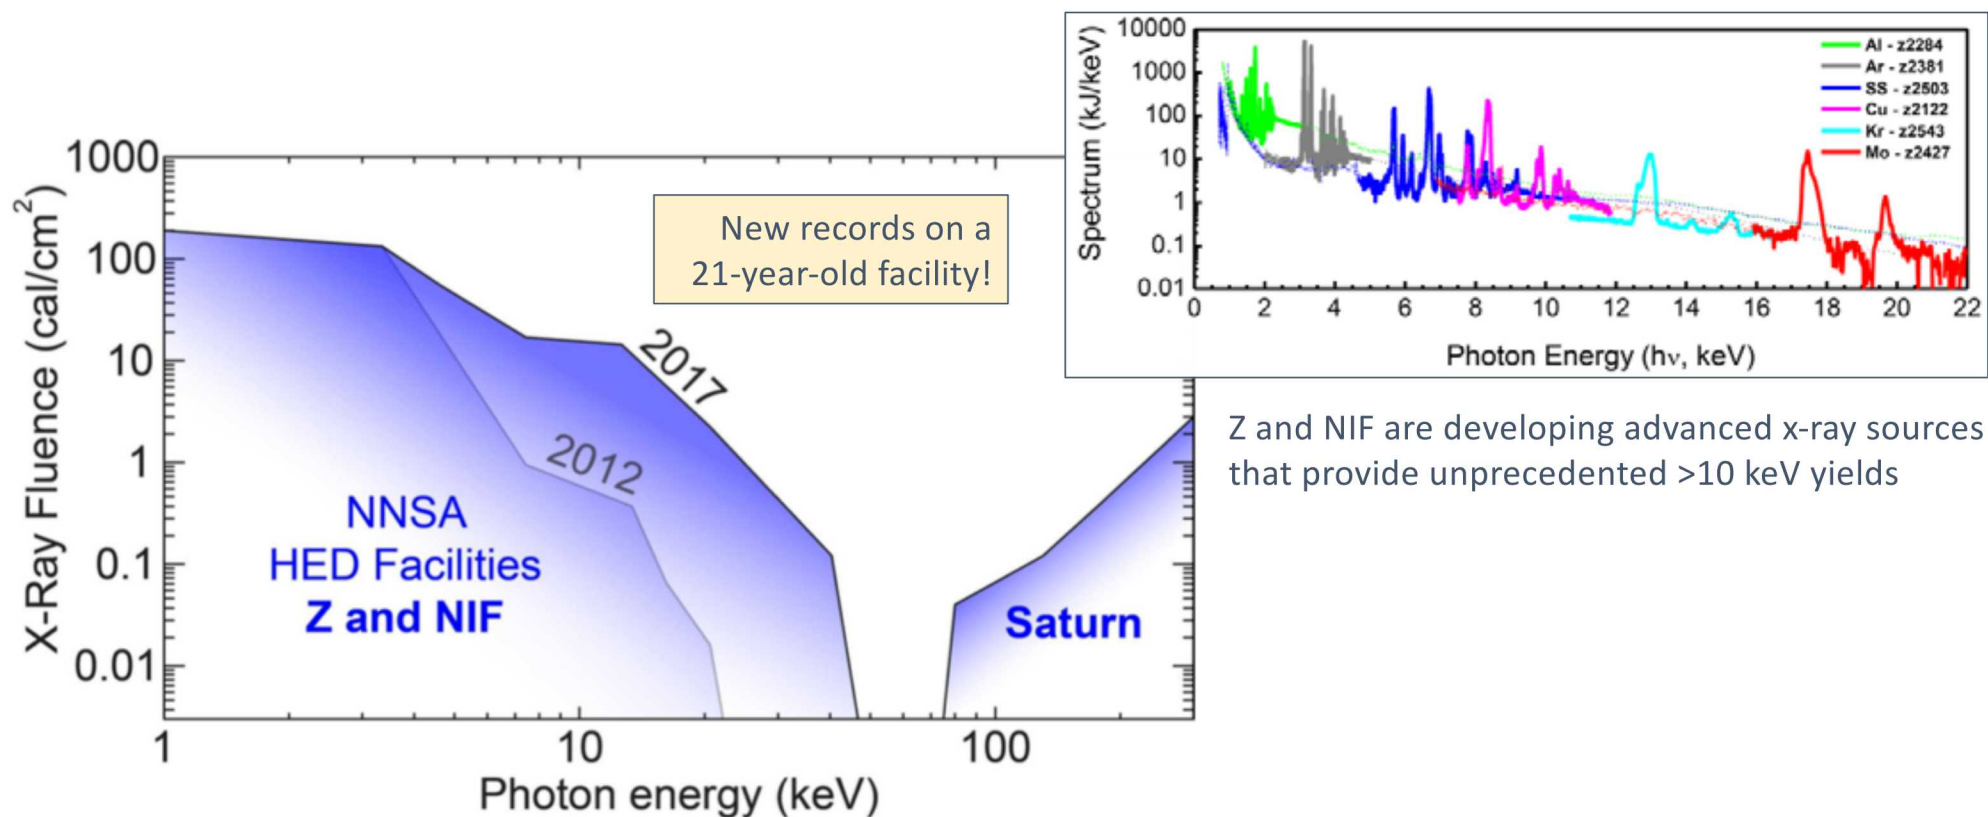 1000
100
10
1
0.1
0.01
X-Ray Fluence (cal/cm²)
1
10
100
Photon energy (keV)
New records on a
21-year-old facility!
2017
2012
NNSA
HED Facilities
Z and NIF
Saturn
10000
1000
100
10
1
0.1
0.01
Spectrum (kJ/keV)
0 2 4 6 8 10 12 14 16 18 20 22
Photon Energy (hν, keV)
Al - z2284
Ar - z2381
SS - z2503
Cu - z2122
Kr - z2543
Mo - z2427
Z and NIF are developing advanced x-ray sources
that provide unprecedented >10 keV yields